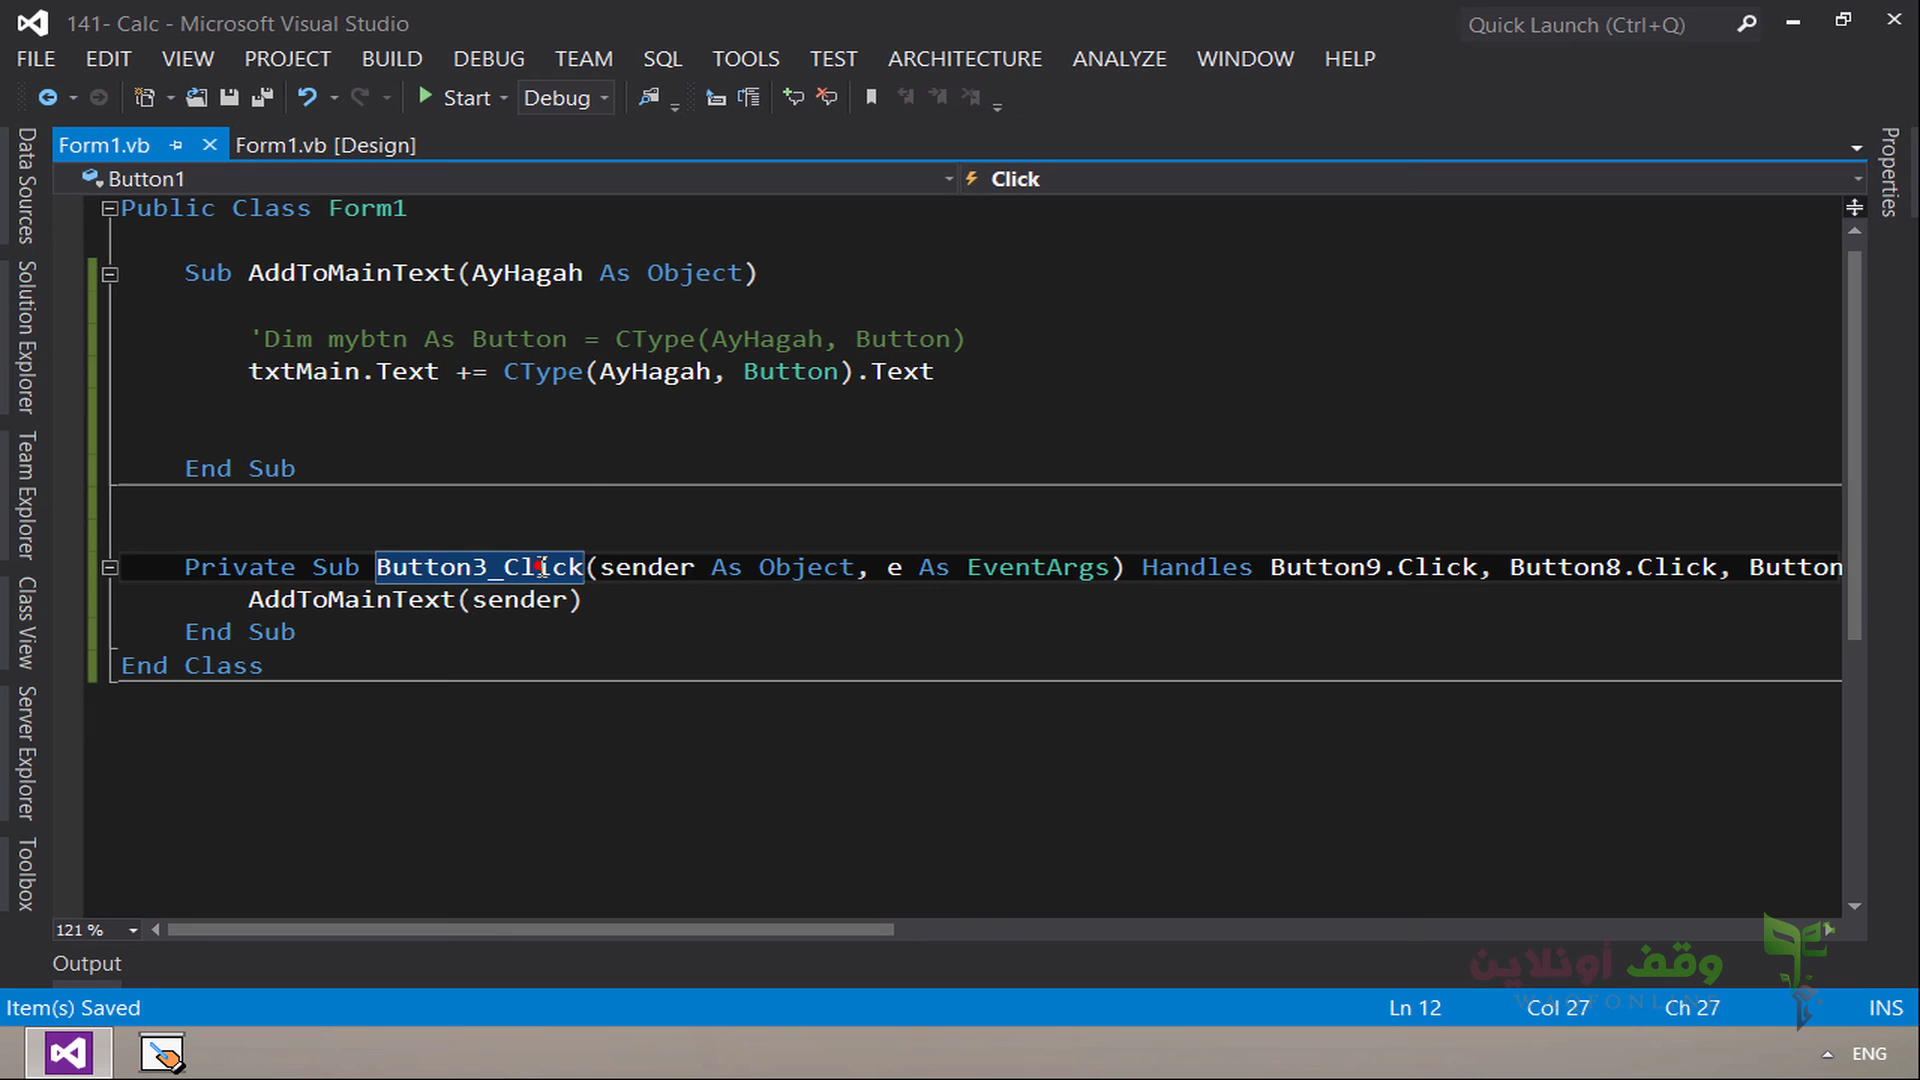 141- Calc - Microsoft Visual Studio
Quick Launch (Ctrl+Q)
FILE EDIT VIEW PROJECT BUILD DEBUG TEAM SQL TOOLS TEST ARCHITECTURE ANALYZE WINDOW HELP
Start Debug
Form1.vb Form1.vb [Design]
Button1 Click
Public Class Form1
Sub AddToMainText(AyHagah As Object)
'Dim mybtn As Button = CType(AyHagah, Button)
txtMain.Text += CType(AyHagah, Button).Text
End Sub
Private Sub Button3_Click(sender As Object, e As EventArgs) Handles Button9.Click, Button8.Click, Button
AddToMainText(sender)
End Sub
End Class
Data Sources
Solution Explorer
Team Explorer
Class View
Server Explorer
Toolbox
Properties
121 %
Output
وقف أونلاين
WAQFONLINE
Item(s) Saved Ln 12 Col 27 Ch 27 INS
ENG